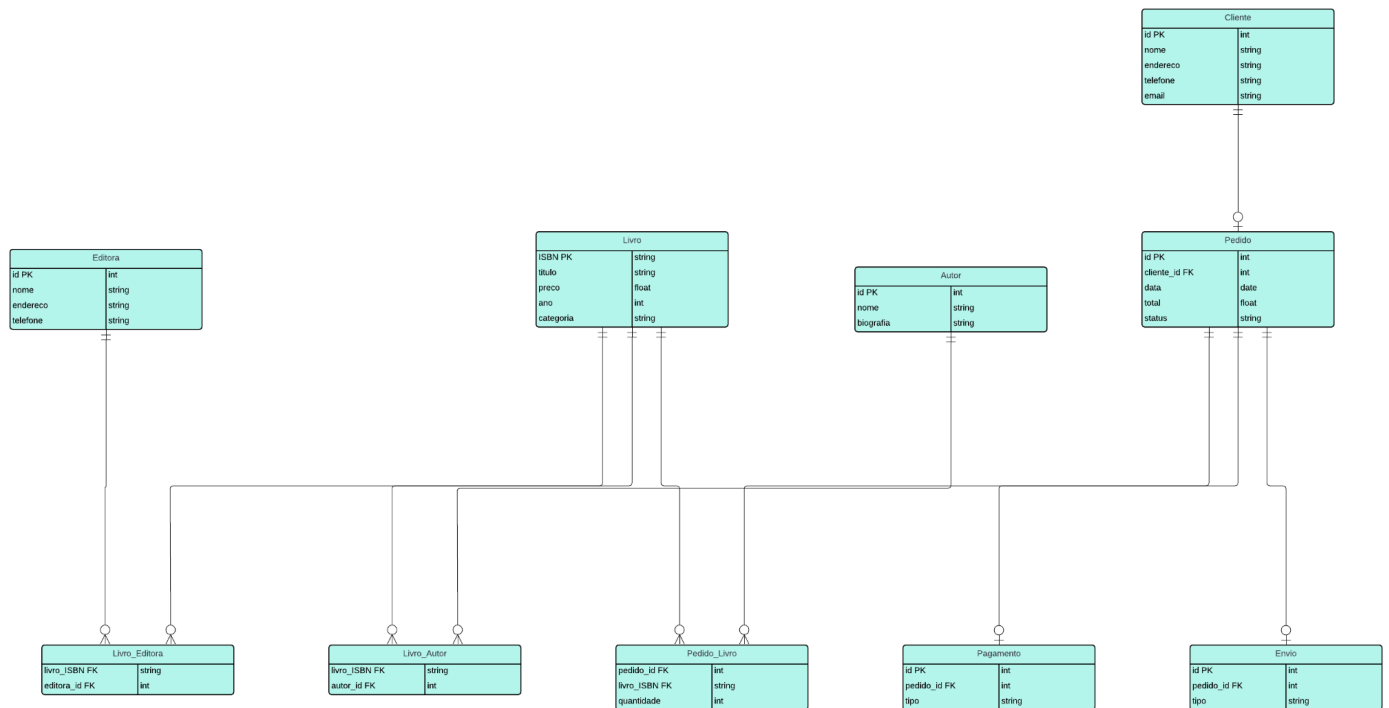 Cliente
id PK int
nome string
endereco string
telefone string
email string
Editora
id PK int
nome string
endereco string
telefone string
Livro
ISBN PK string
titulo string
preco float
ano int
categoria string
Autor
id PK int
nome string
biografia string
Pedido
id PK int
cliente_id FK int
data date
total float
status string
Livro_Editora
livro_ISBN FK string
editora_id FK int
Livro_Autor
livro_ISBN FK string
autor_id FK int
Pedido_Livro
pedido_id FK int
livro_ISBN FK string
quantidade int
Pagamento
id PK int
pedido_id FK int
tipo string
Envio
id PK int
pedido_id FK int
tipo string